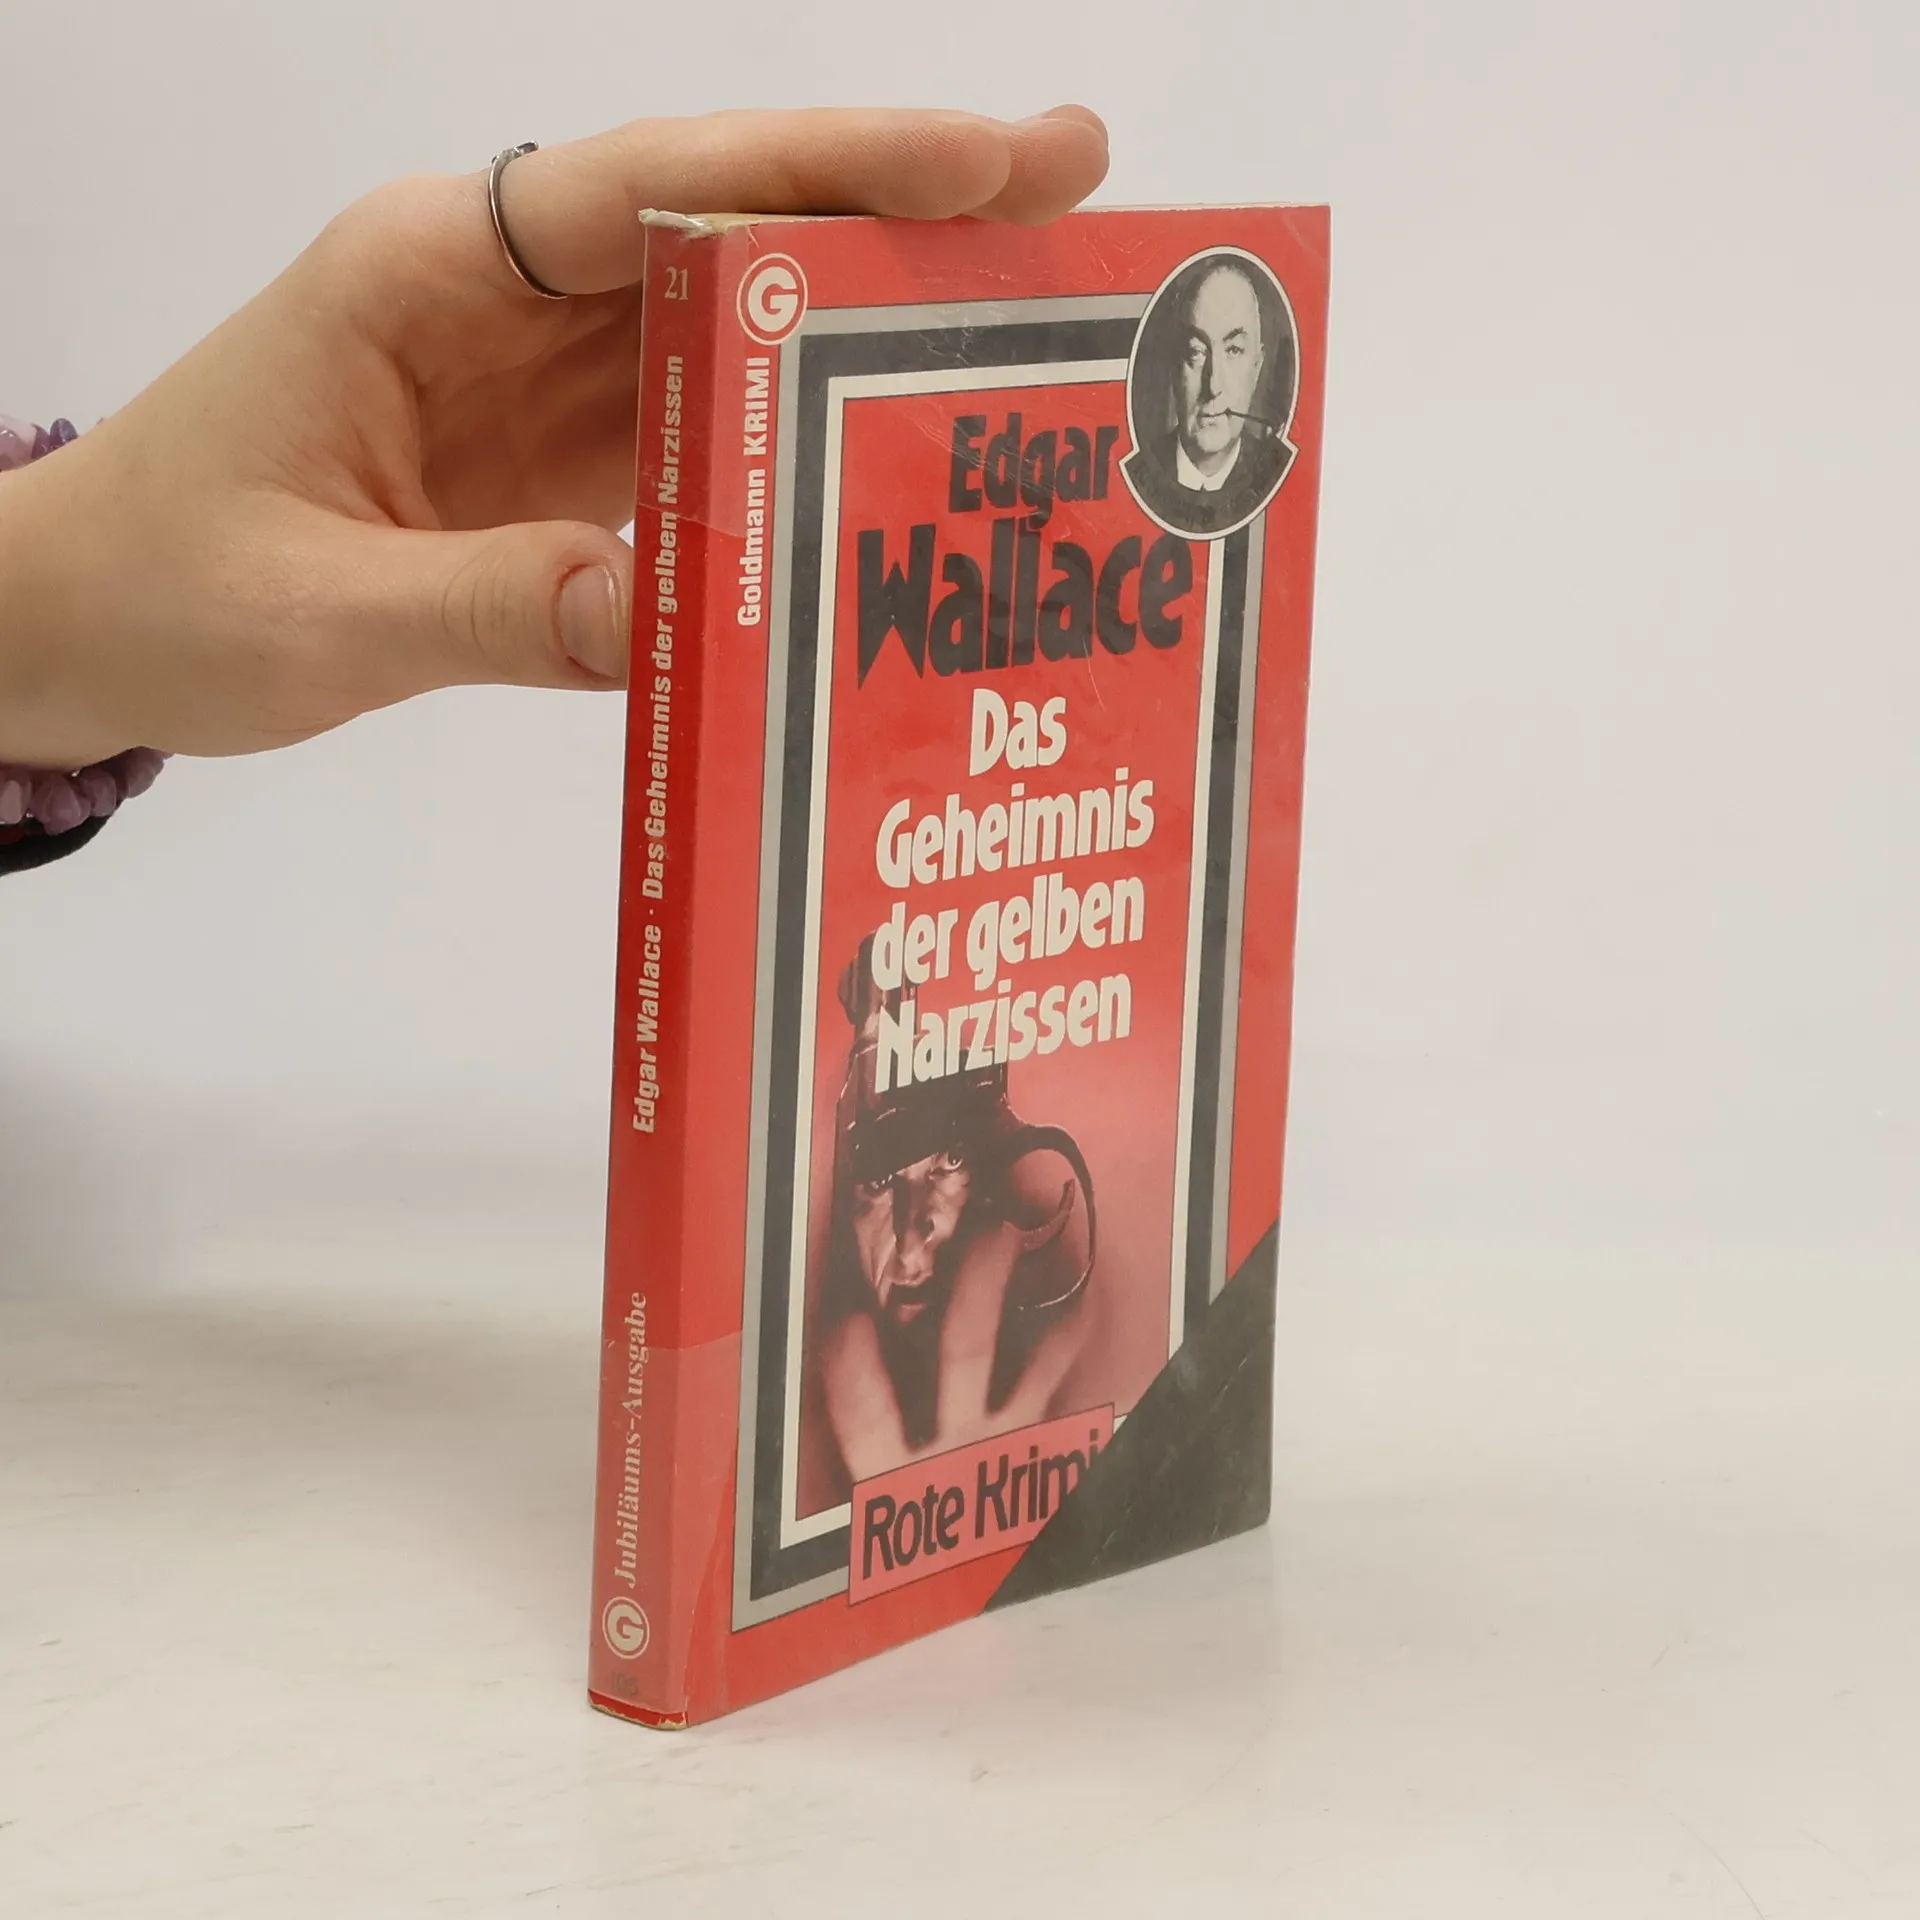 21
Edgar Wallace · Das Geheimnis der gelben Narzissen
Jubiläums-Ausgabe
G
G
Goldmann KRIMI
Edgar
Wallace
Das
Geheimnis
der gelben
Narzissen
Rote Krimi